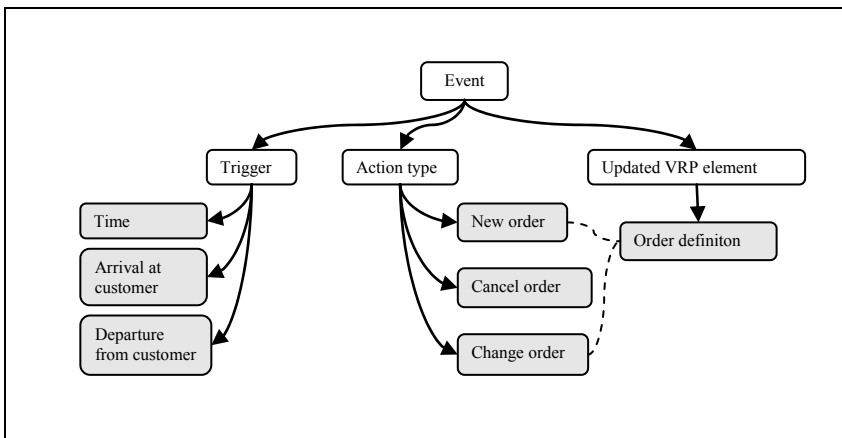 Event
Trigger
Action type
Updated VRP element
Time
Arrival at
customer
Departure
from customer
New order
Cancel order
Change order
Order definiton